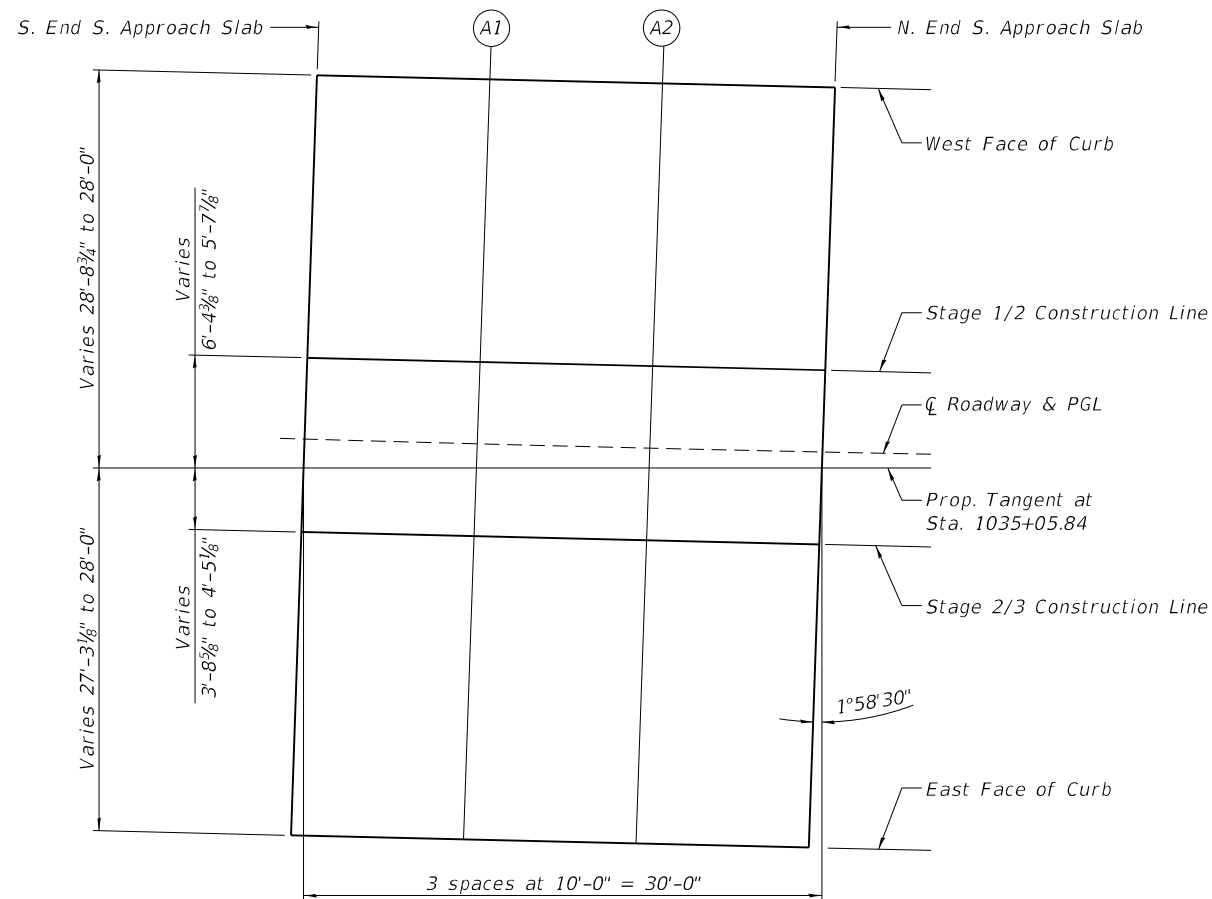 S. End S. Approach Slab
A1
A2
N. End S. Approach Slab
West Face of Curb
Varies 28'-8¾" to 28'-0"
Varies
6'-4⅜" to 5'-7⅞"
Stage 1/2 Construction Line
℄ Roadway & PGL
Prop. Tangent at
Sta. 1035+05.84
Varies 27'-3⅛" to 28'-0"
Varies
3'-8⅝" to 4'-5⅛"
Stage 2/3 Construction Line
1°58'30"
East Face of Curb
3 spaces at 10'-0" = 30'-0"